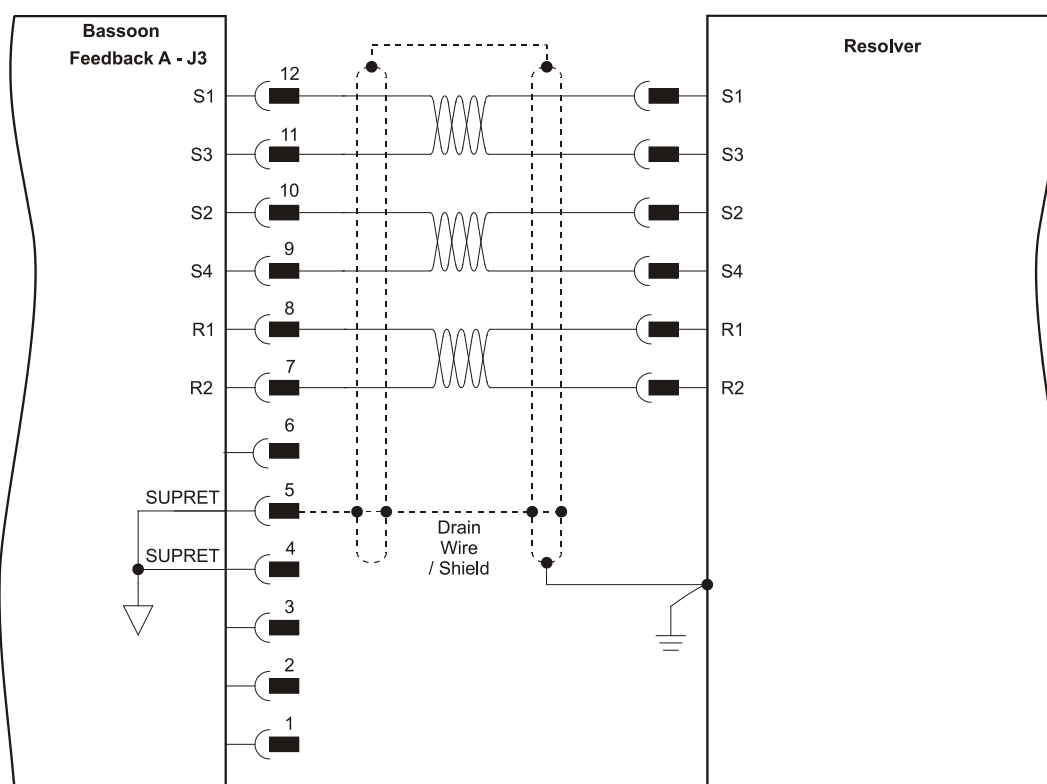 Bassoon
Feedback A - J3
Resolver
12
S1
S1
11
S3
S3
10
S2
S2
9
S4
S4
8
R1
R1
7
R2
R2
6
SUPRET
5
Drain
Wire
/ Shield
SUPRET
4
3
2
1